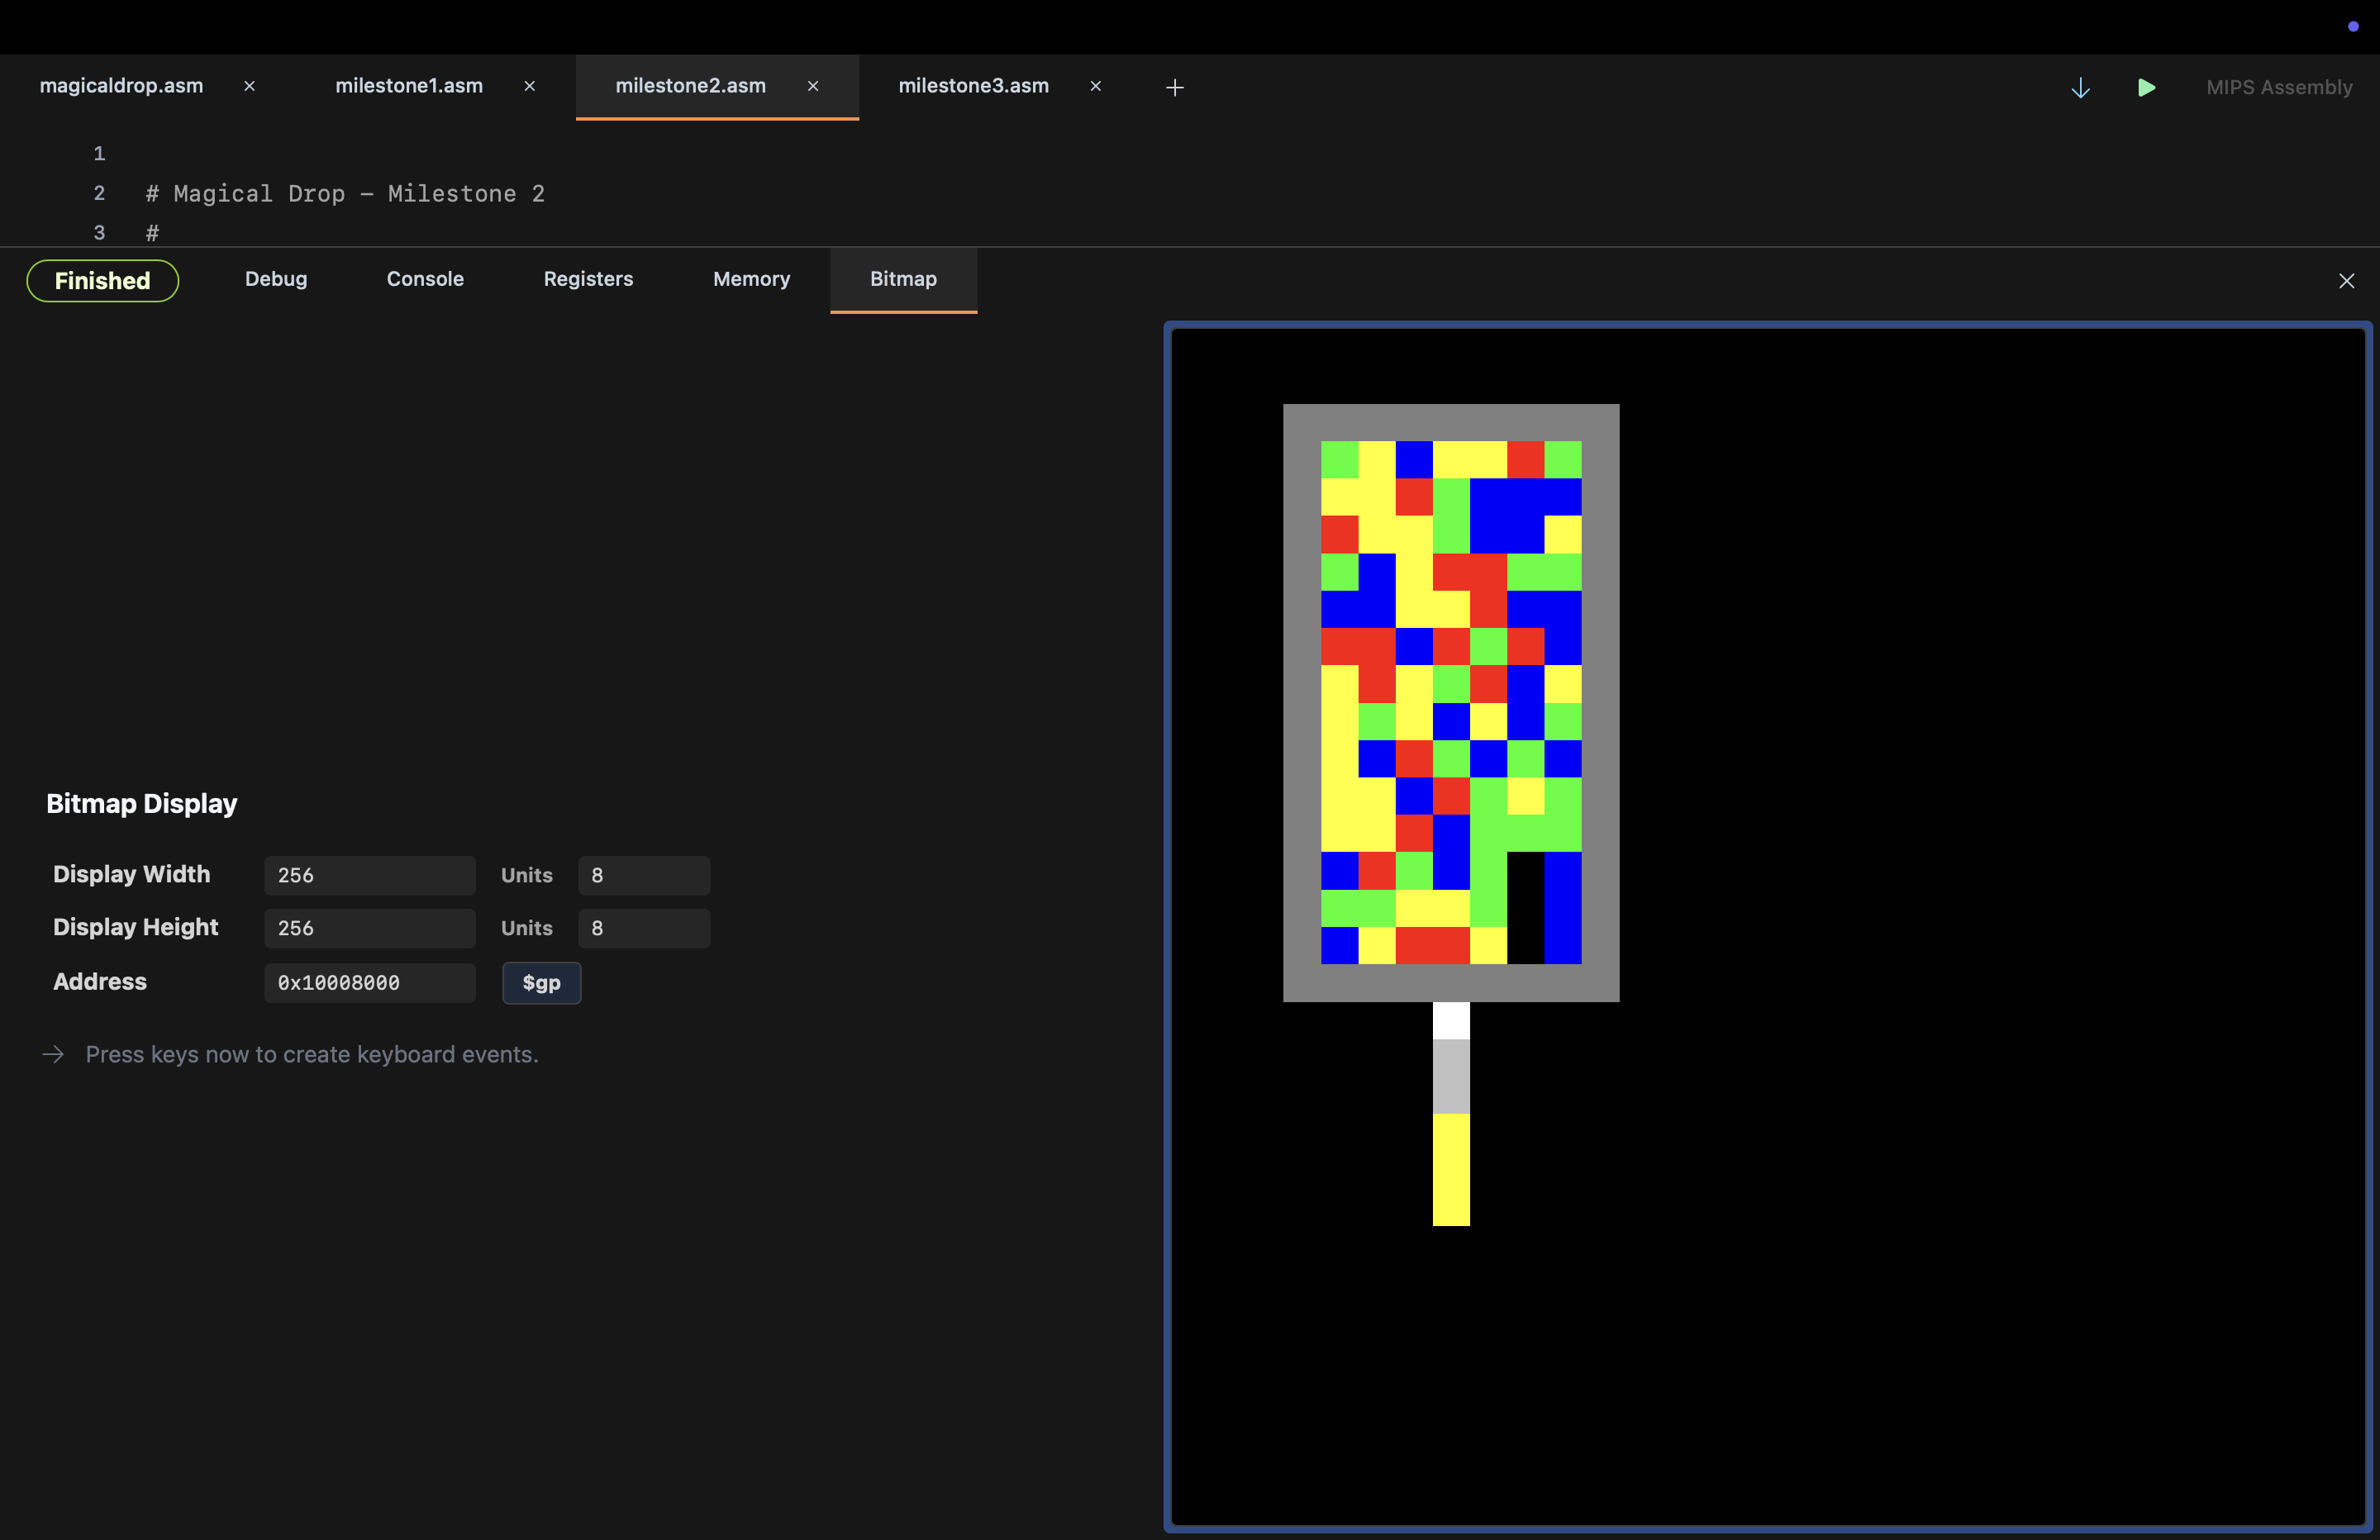 magicaldrop.asm × milestone1.asm × milestone2.asm × milestone3.asm × + MIPS Assembly
1
2 # Magical Drop – Milestone 2
3 #
Finished Debug Console Registers Memory Bitmap ×
Bitmap Display
Display Width 256 Units 8
Display Height 256 Units 8
Address 0x10008000 $gp
→ Press keys now to create keyboard events.